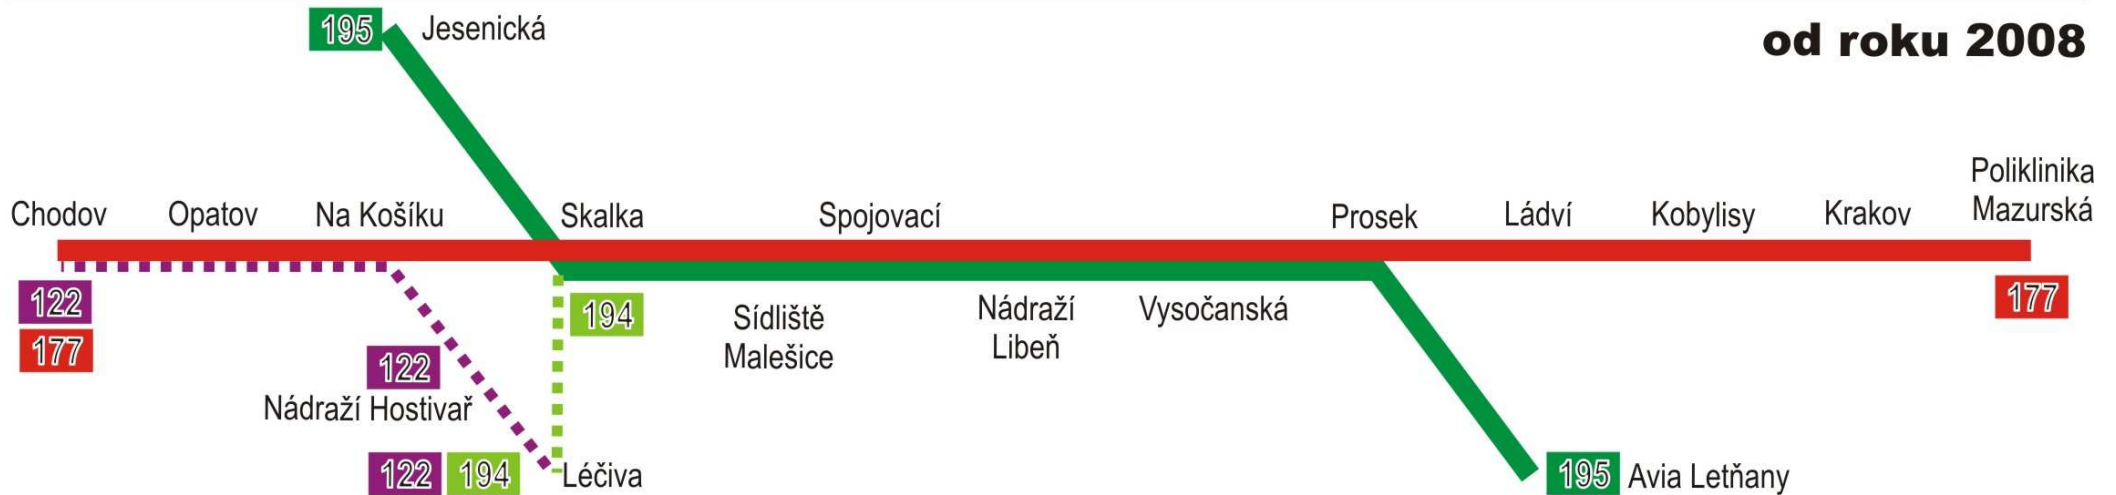 195 Jesenická
od roku 2008
Poliklinika
Mazurská
Chodov Opatov Na Košíku Skalka Spojovací Prosek Ládví Kobylisy Krakov
122
177
194
Sídliště
Malešice
Nádraží
Libeň
Vysočanská
177
122
Nádraží Hostivař
122 194 Léčiva
195 Avia Letňany